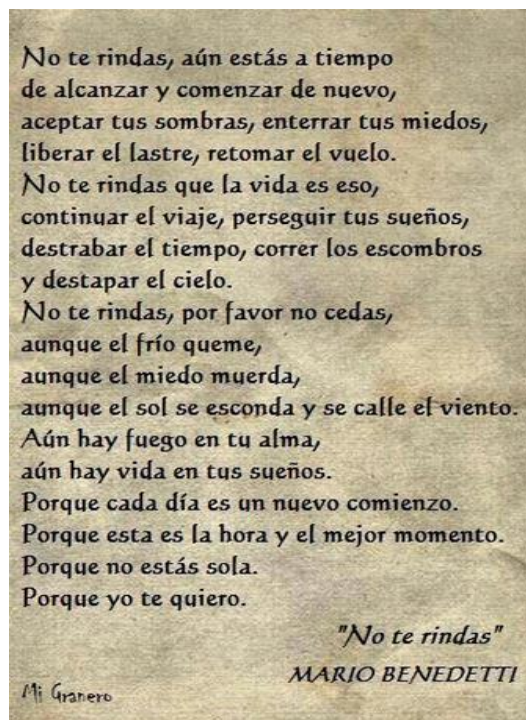 No te rindas, aún estás a tiempo
de alcanzar y comenzar de nuevo,
aceptar tus sombras, enterrar tus miedos,
liberar el lastre, retomar el vuelo.
No te rindas que la vida es eso,
continuar el viaje, perseguir tus sueños,
destrabar el tiempo, correr los escombros
y destapar el cielo.
No te rindas, por favor no cedas,
aunque el frío queme,
aunque el miedo muerda,
aunque el sol se esconda y se calle el viento.
Aún hay fuego en tu alma,
aún hay vida en tus sueños.
Porque cada día es un nuevo comienzo.
Porque esta es la hora y el mejor momento.
Porque no estás sola.
Porque yo te quiero.
"No te rindas"
MARIO BENEDETTI
Mi Granero